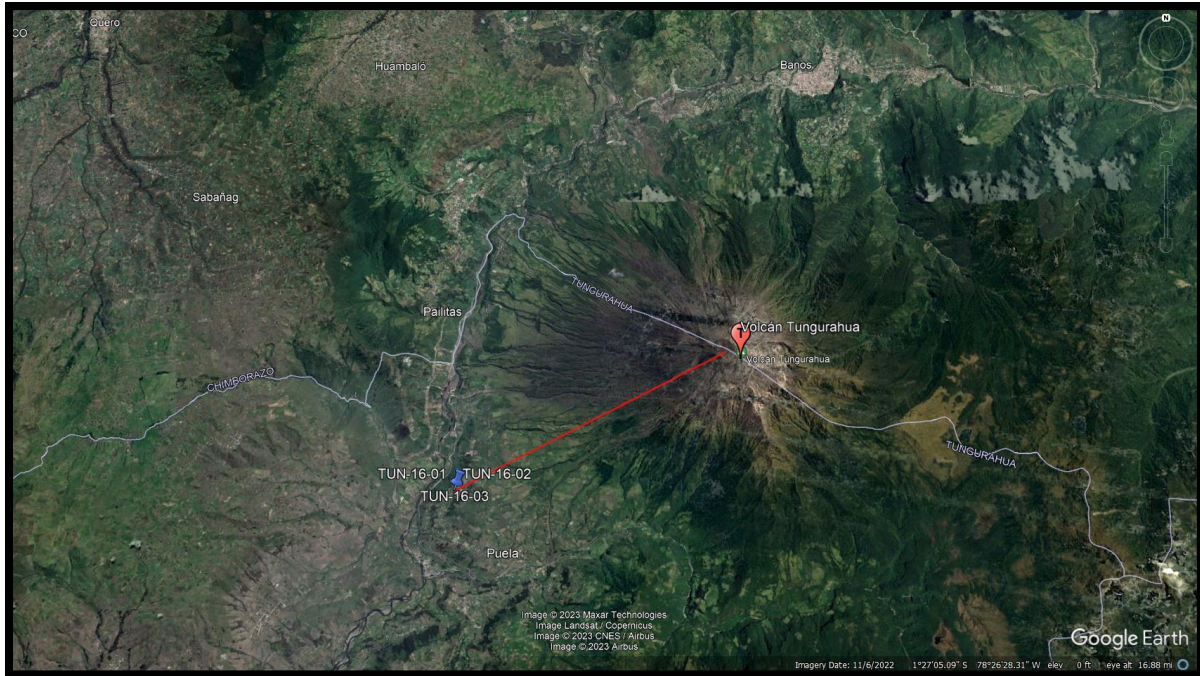 Quero
CO
Huambaló
Banos
N
Sabañag
TUNGURAHUA
Pailitas
Volcán Tungurahua
Volcán Tungurahua
CHIMBORAZO
TUNGURAHUA
TUN-16-01
TUN-16-02
TUN-16-03
Puela
Image © 2023 Maxar Technologies
Image Landsat / Copernicus
Image © 2023 CNES / Airbus
Image © 2023 Airbus
Google Earth
Imagery Date: 11/6/2022 1°27'05.09" S 78°26'28.31" W elev 0 ft eye alt 16.88 mi